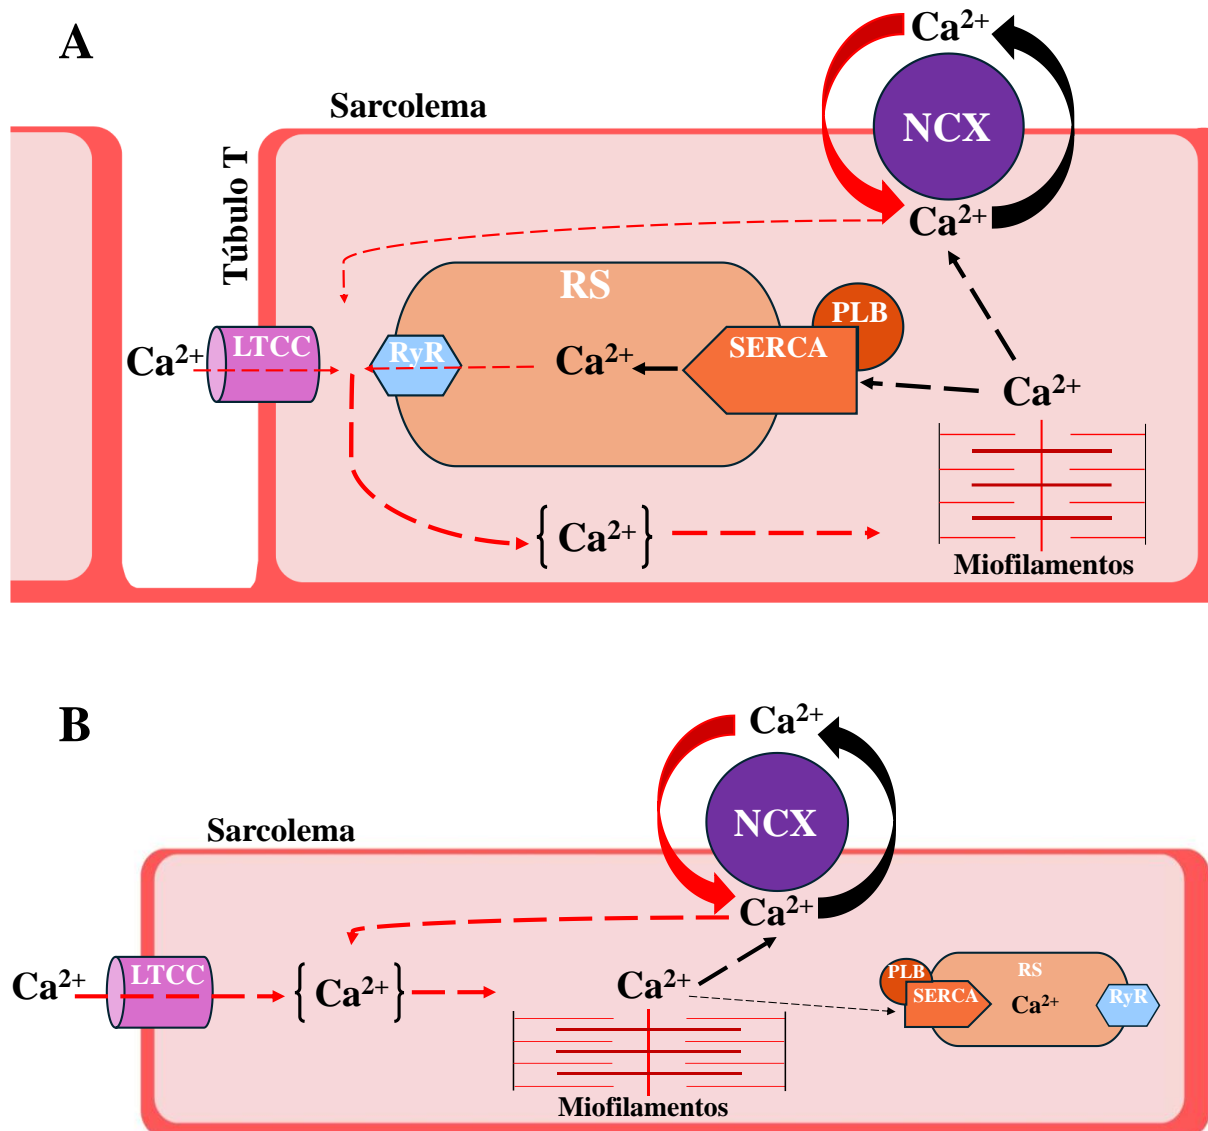 A
Ca²⁺
NCX
Sarcolema
Túbulo T
Ca²⁺
RS
PLB
LTCC
RyR
SERCA
Ca²⁺
Ca²⁺
Ca²⁺
{Ca²⁺}
Miofilamentos
B
Ca²⁺
NCX
Sarcolema
Ca²⁺
LTCC
PLB
RS
Ca²⁺
{Ca²⁺}
Ca²⁺
SERCA
Ca²⁺
RyR
Miofilamentos